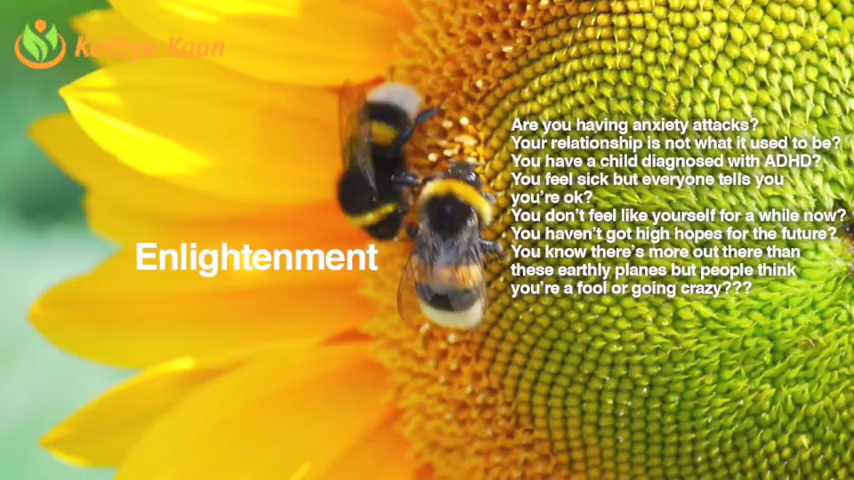 Enlightenment
Are you having anxiety attacks?
Your relationship is not what it used to be?
You have a child diagnosed with ADHD?
You feel sick but everyone tells you
you're ok?
You don't feel like yourself for a while now?
You haven't got high hopes for the future?
You know there's more out there than
these earthly planes but people think
you're a fool or going crazy???